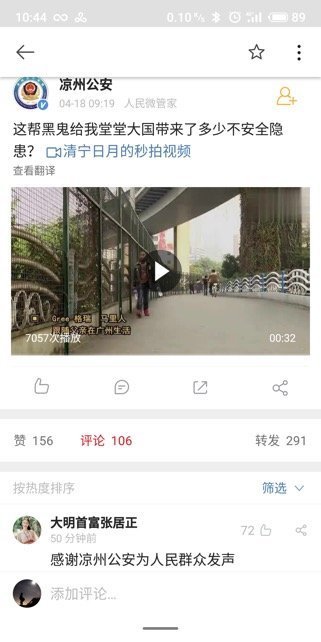 10:44
0.10 K/s
89
凉州公安
04-18 09:19 人民微管家
这帮黑鬼给我堂堂大国带来了多少不安全隐
患? 清宁日月的秒拍视频
查看翻译
Gree·格瑞 马里人
跟随父亲在广州生活
7057次播放
00:32
赞 156 评论 106 转发 291
按热度排序 筛选
大明首富张居正
50 分钟前
72
感谢凉州公安为人民群众发声
添加评论...